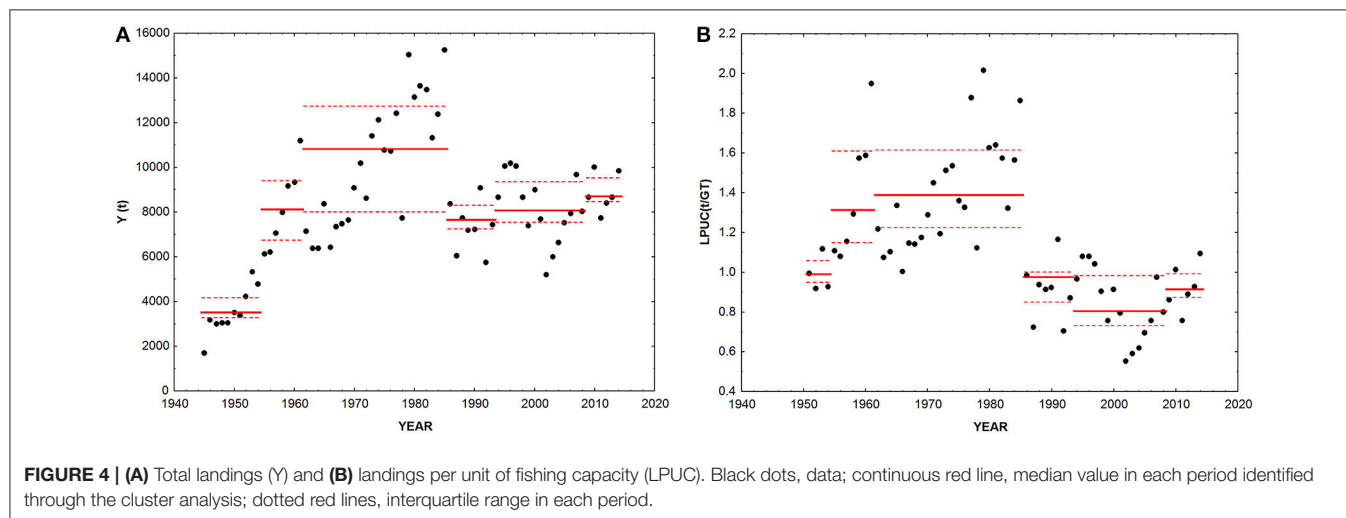 A
16000
14000
12000
10000
8000
6000
4000
2000
0
Y (t)
1940 1950 1960 1970 1980 1990 2000 2010 2020
YEAR
B
2.2
2.0
1.8
1.6
1.4
1.2
1.0
0.8
0.6
0.4
LPUC(t/GT)
1940 1950 1960 1970 1980 1990 2000 2010 2020
YEAR
FIGURE 4 | (A) Total landings (Y) and (B) landings per unit of fishing capacity (LPUC). Black dots, data; continuous red line, median value in each period identified
through the cluster analysis; dotted red lines, interquartile range in each period.